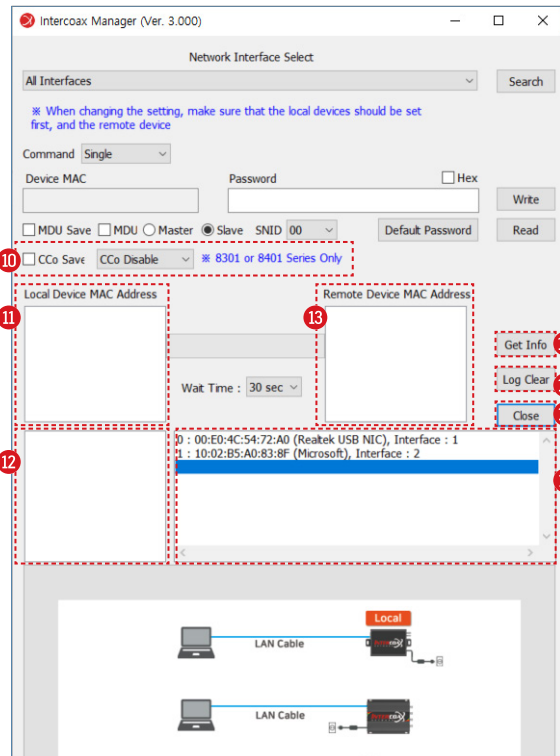 Intercoax Manager (Ver. 3.000)
Network Interface Select
All Interfaces
Search
※ When changing the setting, make sure that the local devices should be set
first, and the remote device
Command Single
Device MAC Password Hex
Write
MDU Save MDU Master Slave SNID 00 Default Password Read
10 CCo Save CCo Disable ※ 8301 or 8401 Series Only
Local Device MAC Address Remote Device MAC Address
11 13
Get Info
Wait Time : 30 sec Log Clear
Close
12
0 : 00:E0:4C:54:72:A0 (Realtek USB NIC), Interface : 1
1 : 10:02:B5:A0:83:8F (Microsoft), Interface : 2
Local
LAN Cable
LAN Cable